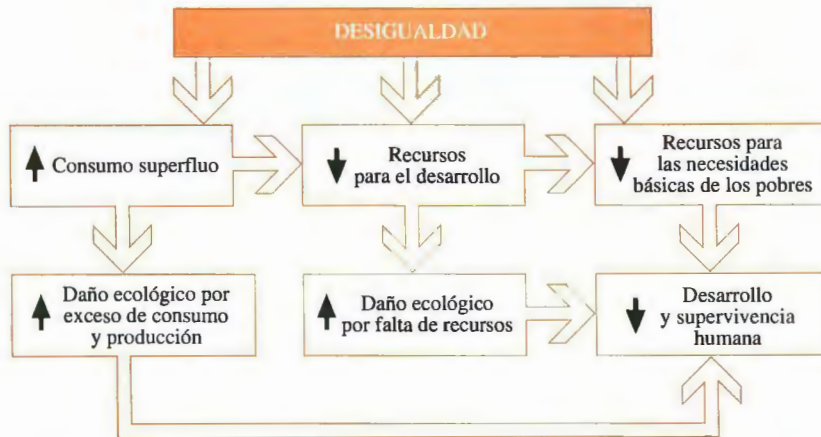 DESIGUALDAD
Consumo superfluo
Recursos
para el desarrollo
Recursos para
las necesidades
básicas de los pobres
Daño ecológico por
exceso de consumo
y producción
Daño ecológico
por falta de recursos
Desarrollo
y supervivencia
humana